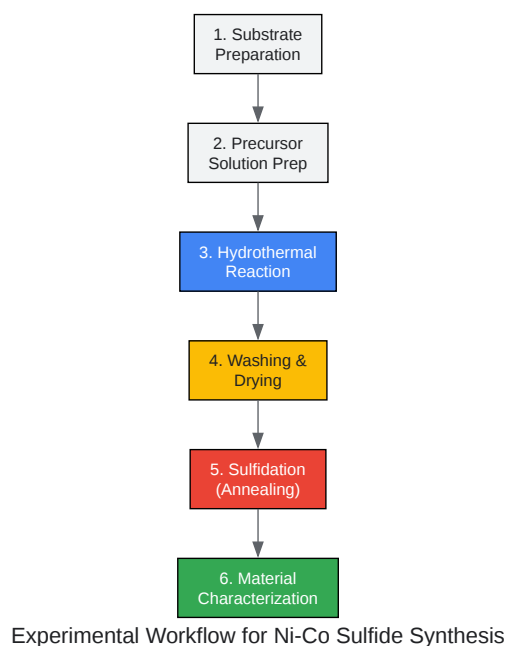 1. Substrate
Preparation
2. Precursor
Solution Prep
3. Hydrothermal
Reaction
4. Washing &
Drying
5. Sulfidation
(Annealing)
6. Material
Characterization
Experimental Workflow for Ni-Co Sulfide Synthesis